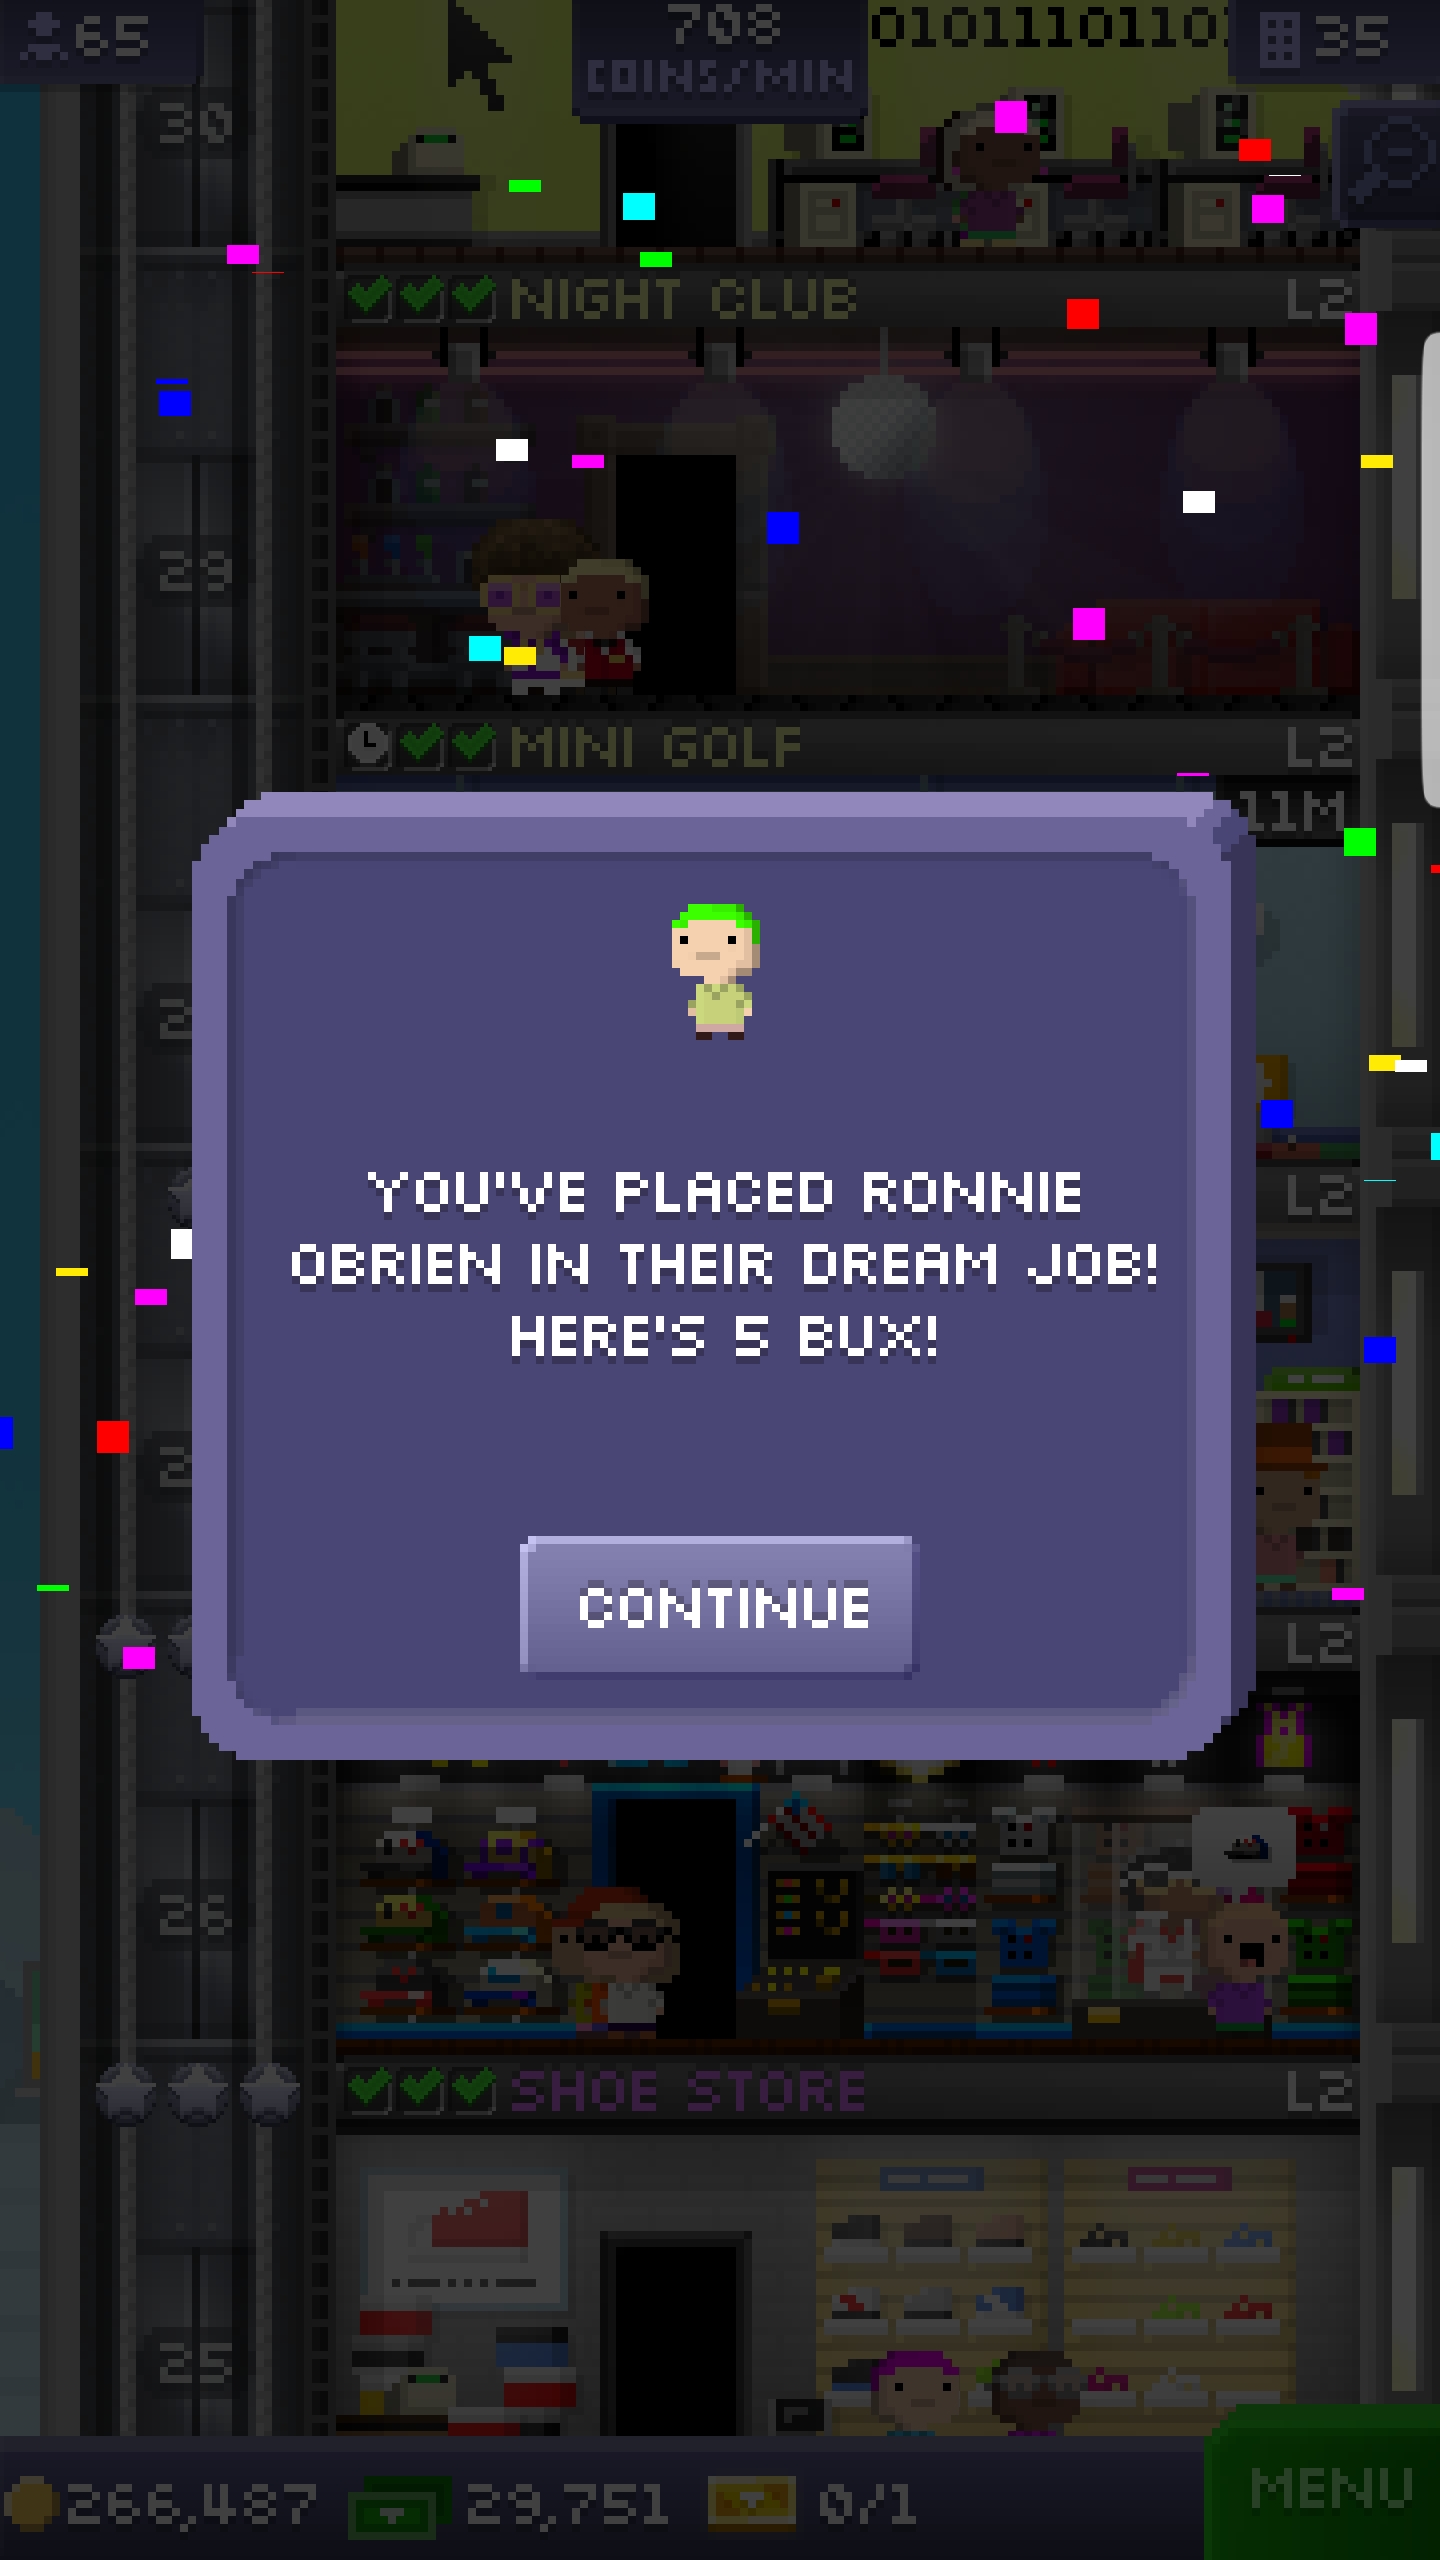 65
708
COINS/MIN
01011101101
35
30
NIGHT CLUB
L2
29
MINI GOLF
L2
11M
YOU'VE PLACED RONNIE
OBRIEN IN THEIR DREAM JOB!
HERE'S 5 BUX!
CONTINUE
L2
L2
26
SHOE STORE
L2
25
266,487
29,751
0/1
MENU